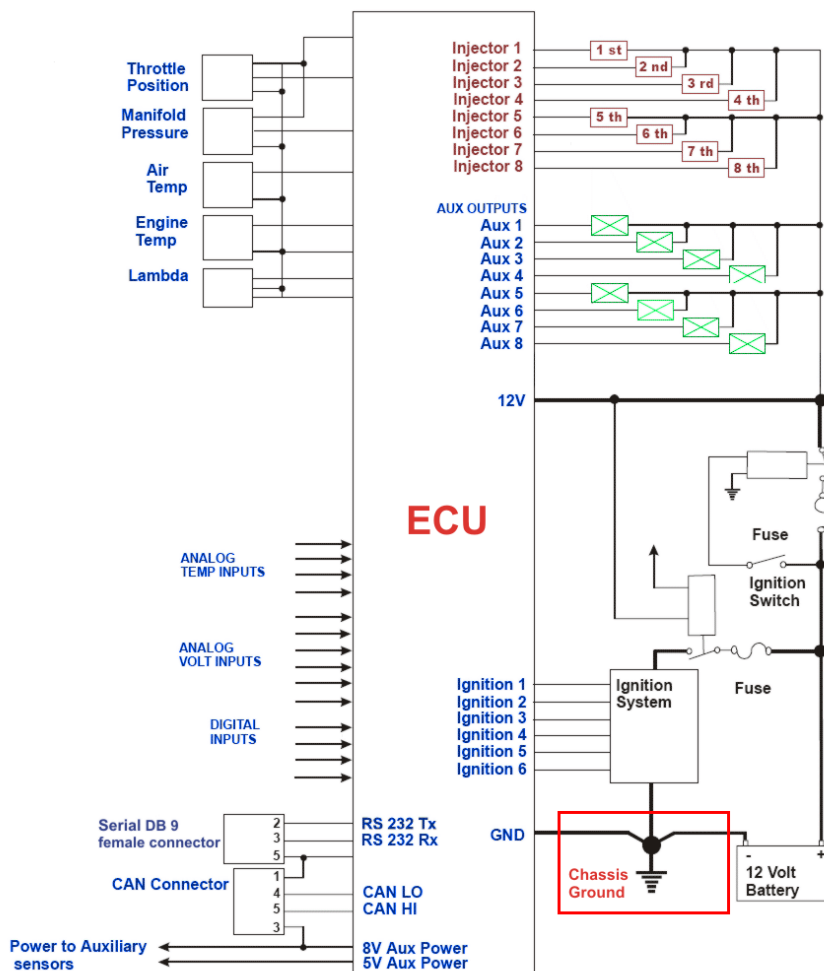 Throttle
Position
Manifold
Pressure
Air
Temp
Engine
Temp
Lambda
ANALOG
TEMP INPUTS
ANALOG
VOLT INPUTS
DIGITAL
INPUTS
Serial DB 9
female connector
2
3
5
CAN Connector
1
4
5
3
Power to Auxiliary
sensors
ECU
RS 232 Tx
RS 232 Rx
CAN LO
CAN HI
8V Aux Power
5V Aux Power
Injector 1
Injector 2
Injector 3
Injector 4
Injector 5
Injector 6
Injector 7
Injector 8
1 st
2 nd
3 rd
4 th
5 th
6 th
7 th
8 th
AUX OUTPUTS
Aux 1
Aux 2
Aux 3
Aux 4
Aux 5
Aux 6
Aux 7
Aux 8
12V
Fuse
Ignition
Switch
Fuse
Ignition 1
Ignition 2
Ignition 3
Ignition 4
Ignition 5
Ignition 6
Ignition
System
GND
Chassis
Ground
- +
12 Volt
Battery